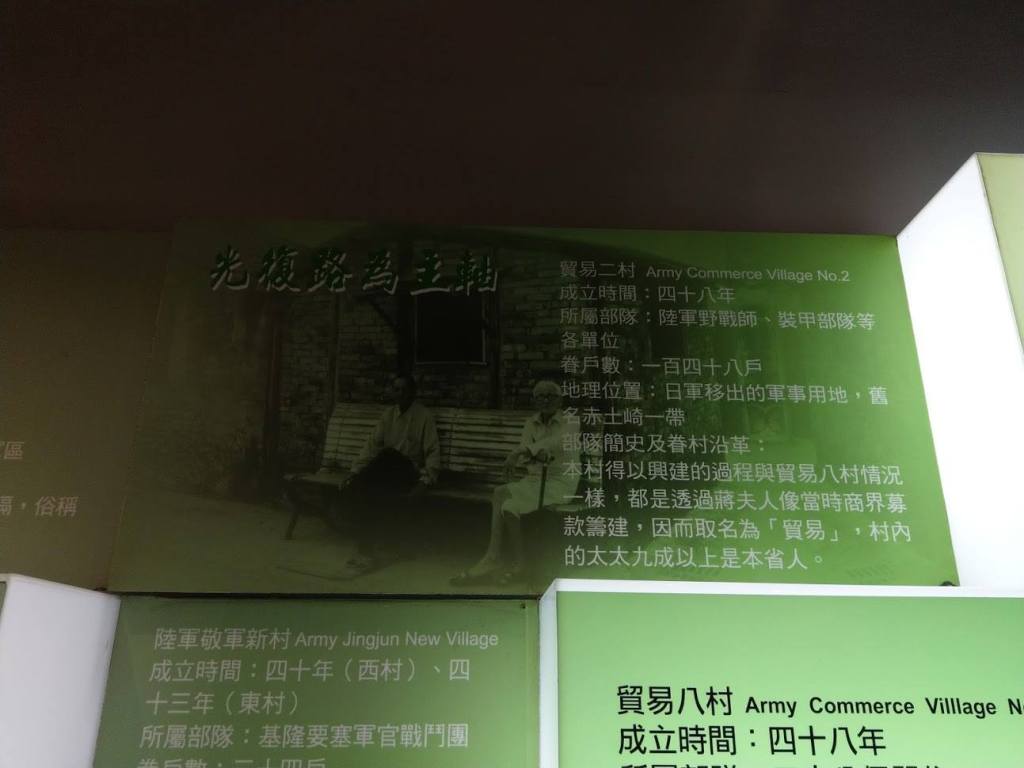 光復路為主軸
貿易二村 Army Commerce Village No.2
成立時間：四十八年
所屬部隊：陸軍野戰師、裝甲部隊等
各單位
眷戶數：一百四十八戶
地理位置：日軍移出的軍事用地，舊
名赤土崎一帶
部隊簡史及眷村沿革：
本村得以興建的過程與貿易八村情況
一樣，都是透過蔣夫人像當時商界募
款籌建，因而取名為「貿易」，村內
的太太九成以上是本省人。
區
，俗稱
陸軍敬軍新村 Army Jingjun New Village
成立時間：四十年（西村）、四
十三年（東村）
所屬部隊：基隆要塞軍官戰鬥團
眷戶數：二十四戶
貿易八村 Army Commerce Villlage
成立時間：四十八年